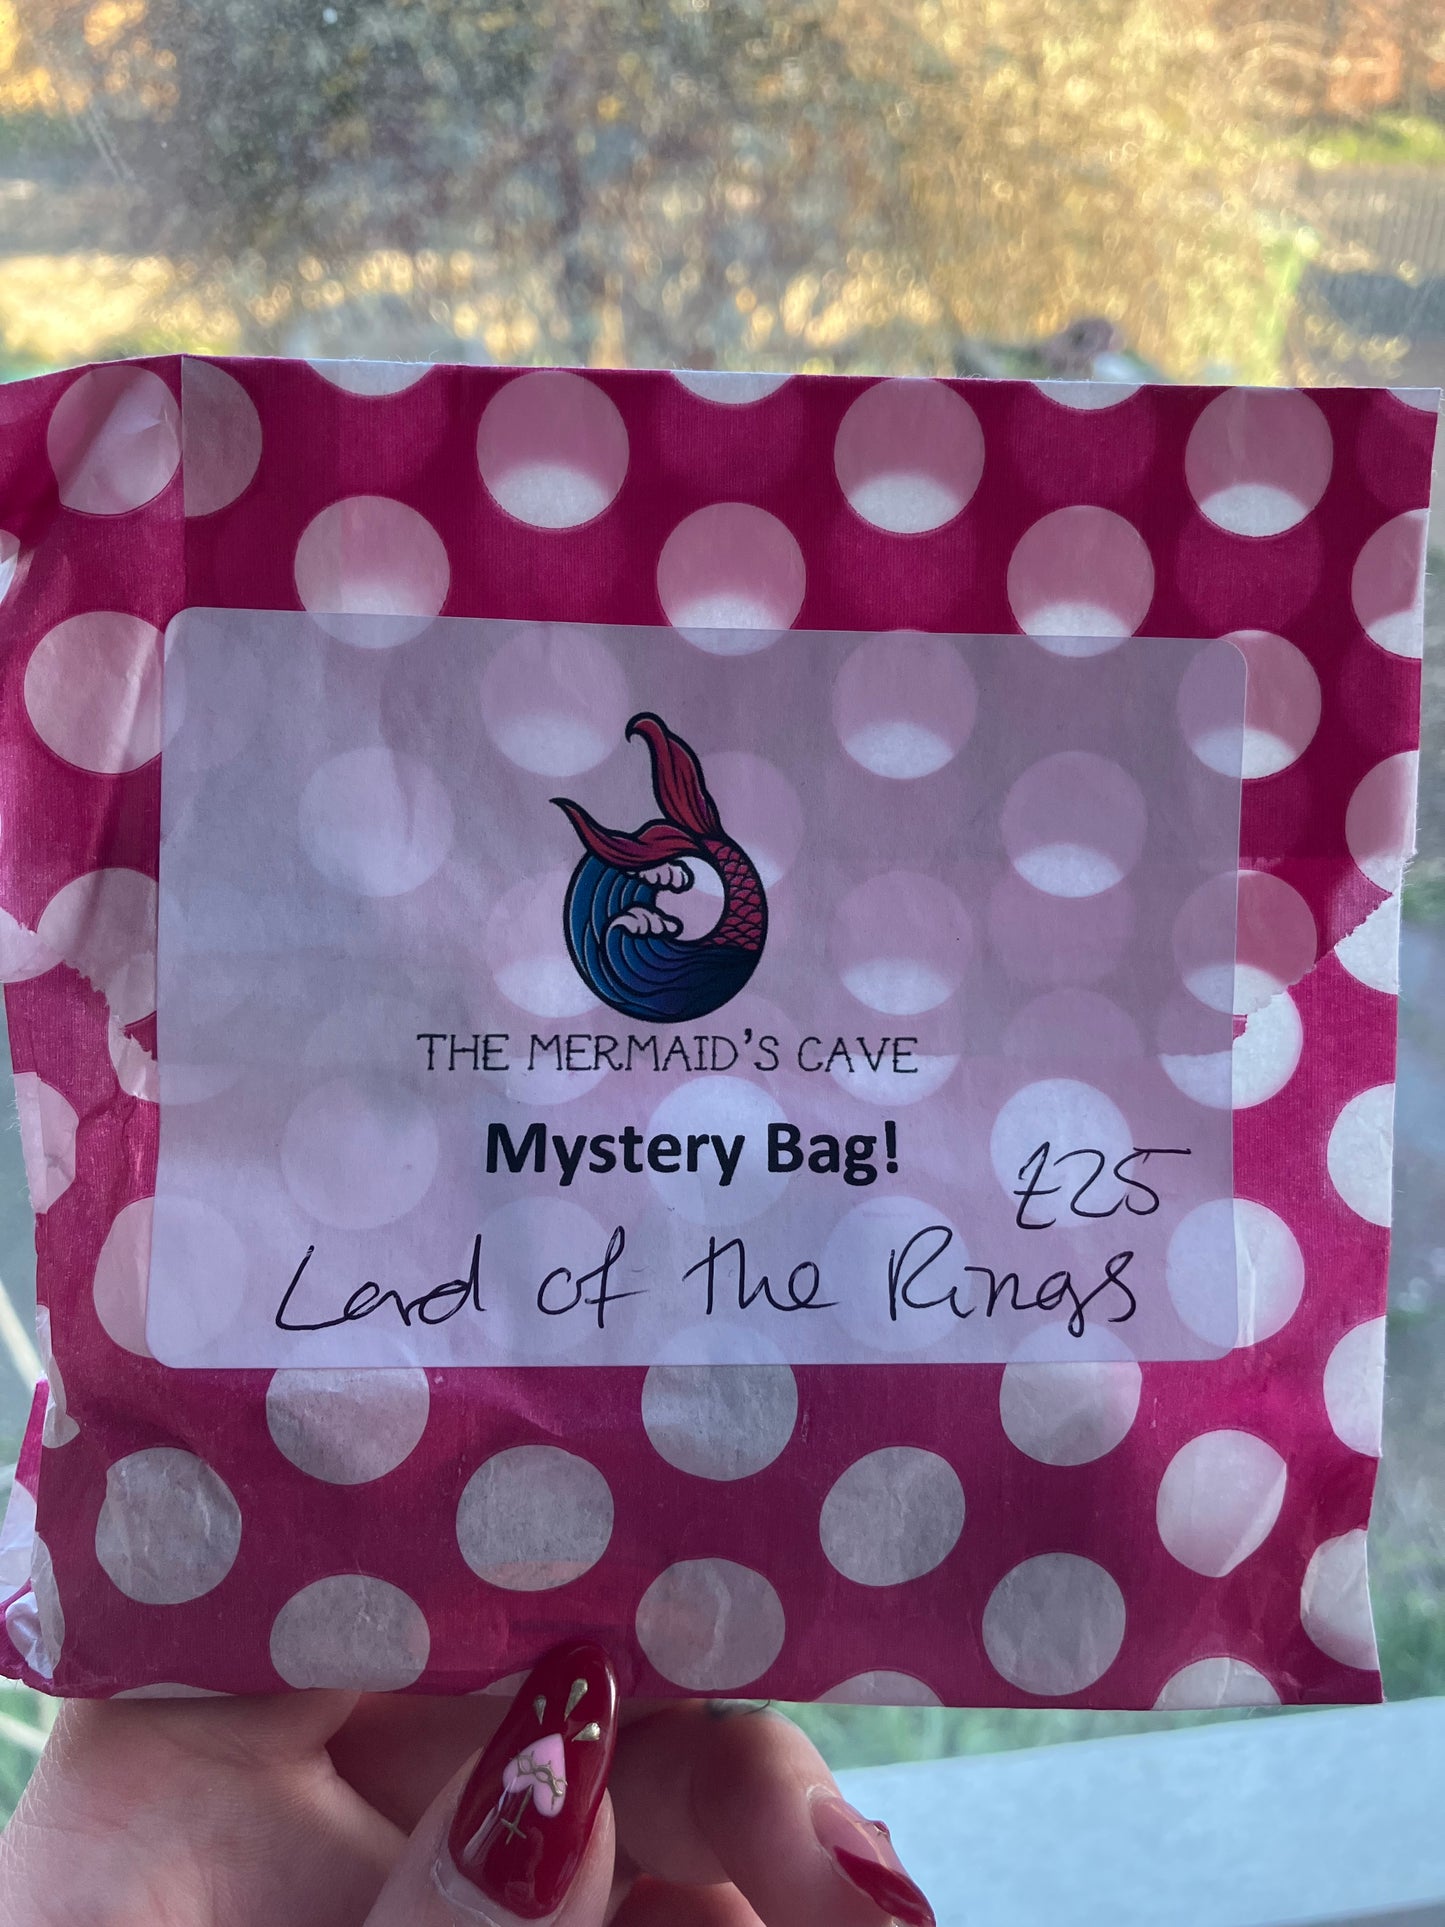 THE MERMAID'S CAVE
Mystery Bag!
£25
Lord of the Rings